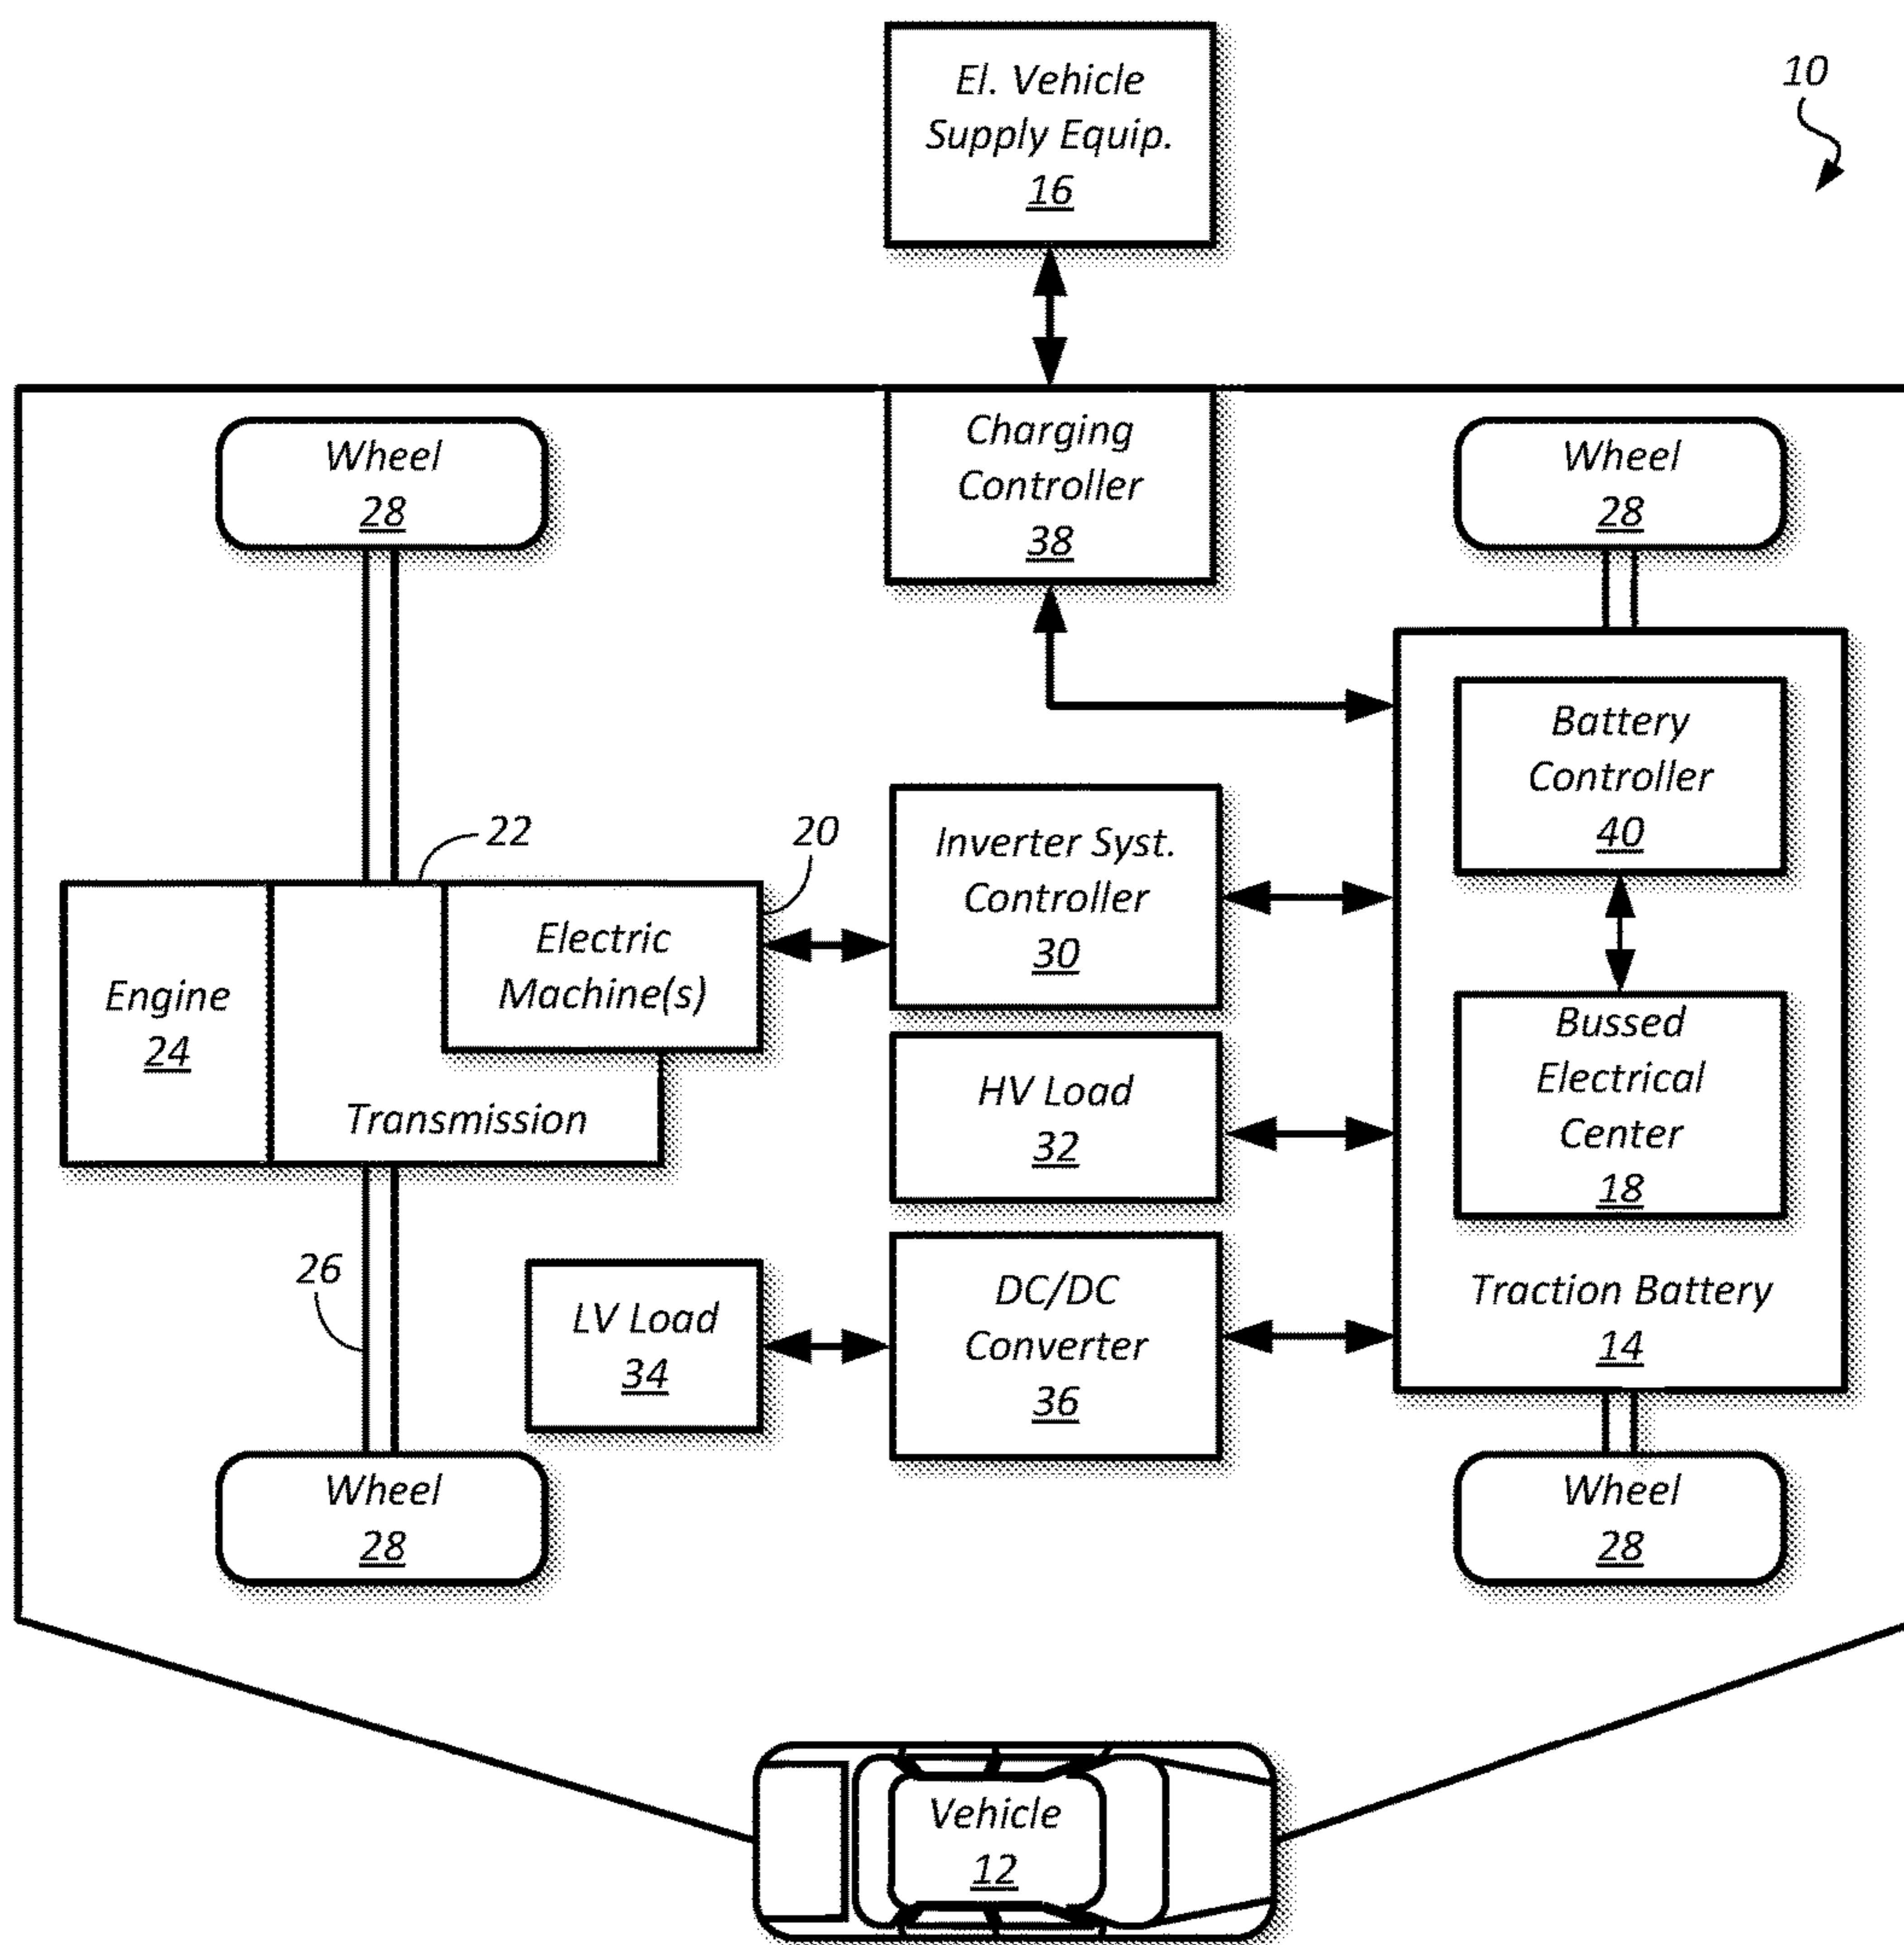 El. Vehicle
Supply Equip.
16
10
Wheel
28
Charging
Controller
38
Wheel
28
Battery
Controller
40
22
20
Inverter Syst.
Controller
30
Electric
Machine(s)
Engine
24
Transmission
HV Load
32
Bussed
Electrical
Center
18
26
LV Load
34
DC/DC
Converter
36
Traction Battery
14
Wheel
28
Wheel
28
Vehicle
12